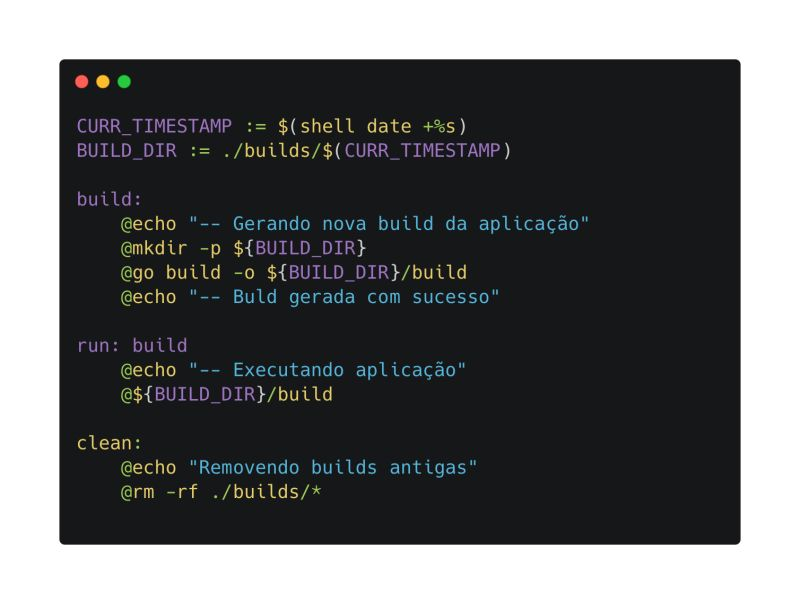 CURR_TIMESTAMP := $(shell date +%s)
BUILD_DIR := ./builds/$(CURR_TIMESTAMP)

build:
    @echo "-- Gerando nova build da aplicação"
    @mkdir -p ${BUILD_DIR}
    @go build -o ${BUILD_DIR}/build
    @echo "-- Buld gerada com sucesso"

run: build
    @echo "-- Executando aplicação"
    @${BUILD_DIR}/build

clean:
    @echo "Removendo builds antigas"
    @rm -rf ./builds/*